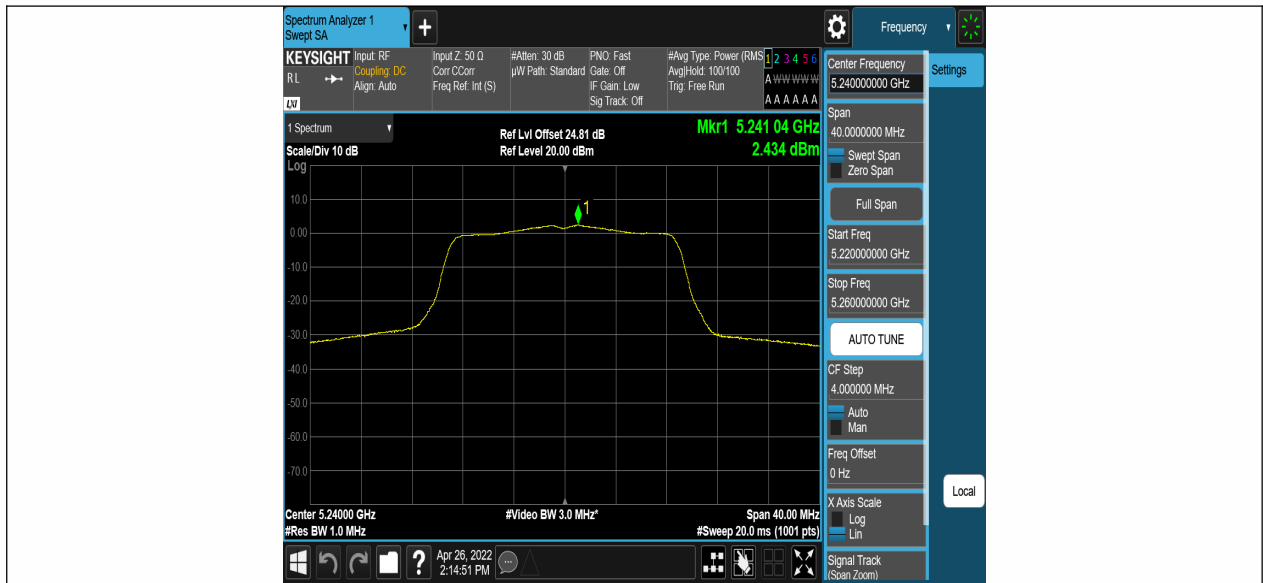 Spectrum Analyzer 1
Swept SA
+
Frequency
KEYSIGHT
R L
LXI
Input: RF
Coupling: DC
Align: Auto
Input Z: 50 Ω
Corr CCorr
Freq Ref: Int (S)
#Atten: 30 dB
µW Path: Standard
PNO: Fast
Gate: Off
IF Gain: Low
Sig Track: Off
#Avg Type: Power (RMS
Avg|Hold: 100/100
Trig: Free Run
1 2 3 4 5 6
A W W W W W
A A A A A A
1 Spectrum
Scale/Div 10 dB
Log
Ref Lvl Offset 24.81 dB
Ref Level 20.00 dBm
Mkr1 5.241 04 GHz
2.434 dBm
10.0
0.00
-10.0
-20.0
-30.0
-40.0
-50.0
-60.0
-70.0
1
Center 5.24000 GHz
#Res BW 1.0 MHz
#Video BW 3.0 MHz*
Span 40.00 MHz
#Sweep 20.0 ms (1001 pts)
Center Frequency
5.240000000 GHz
Settings
Span
40.0000000 MHz
Swept Span
Zero Span
Full Span
Start Freq
5.220000000 GHz
Stop Freq
5.260000000 GHz
AUTO TUNE
CF Step
4.000000 MHz
Auto
Man
Freq Offset
0 Hz
X Axis Scale
Log
Lin
Local
Signal Track
(Span Zoom)
?
Apr 26, 2022
2:14:51 PM